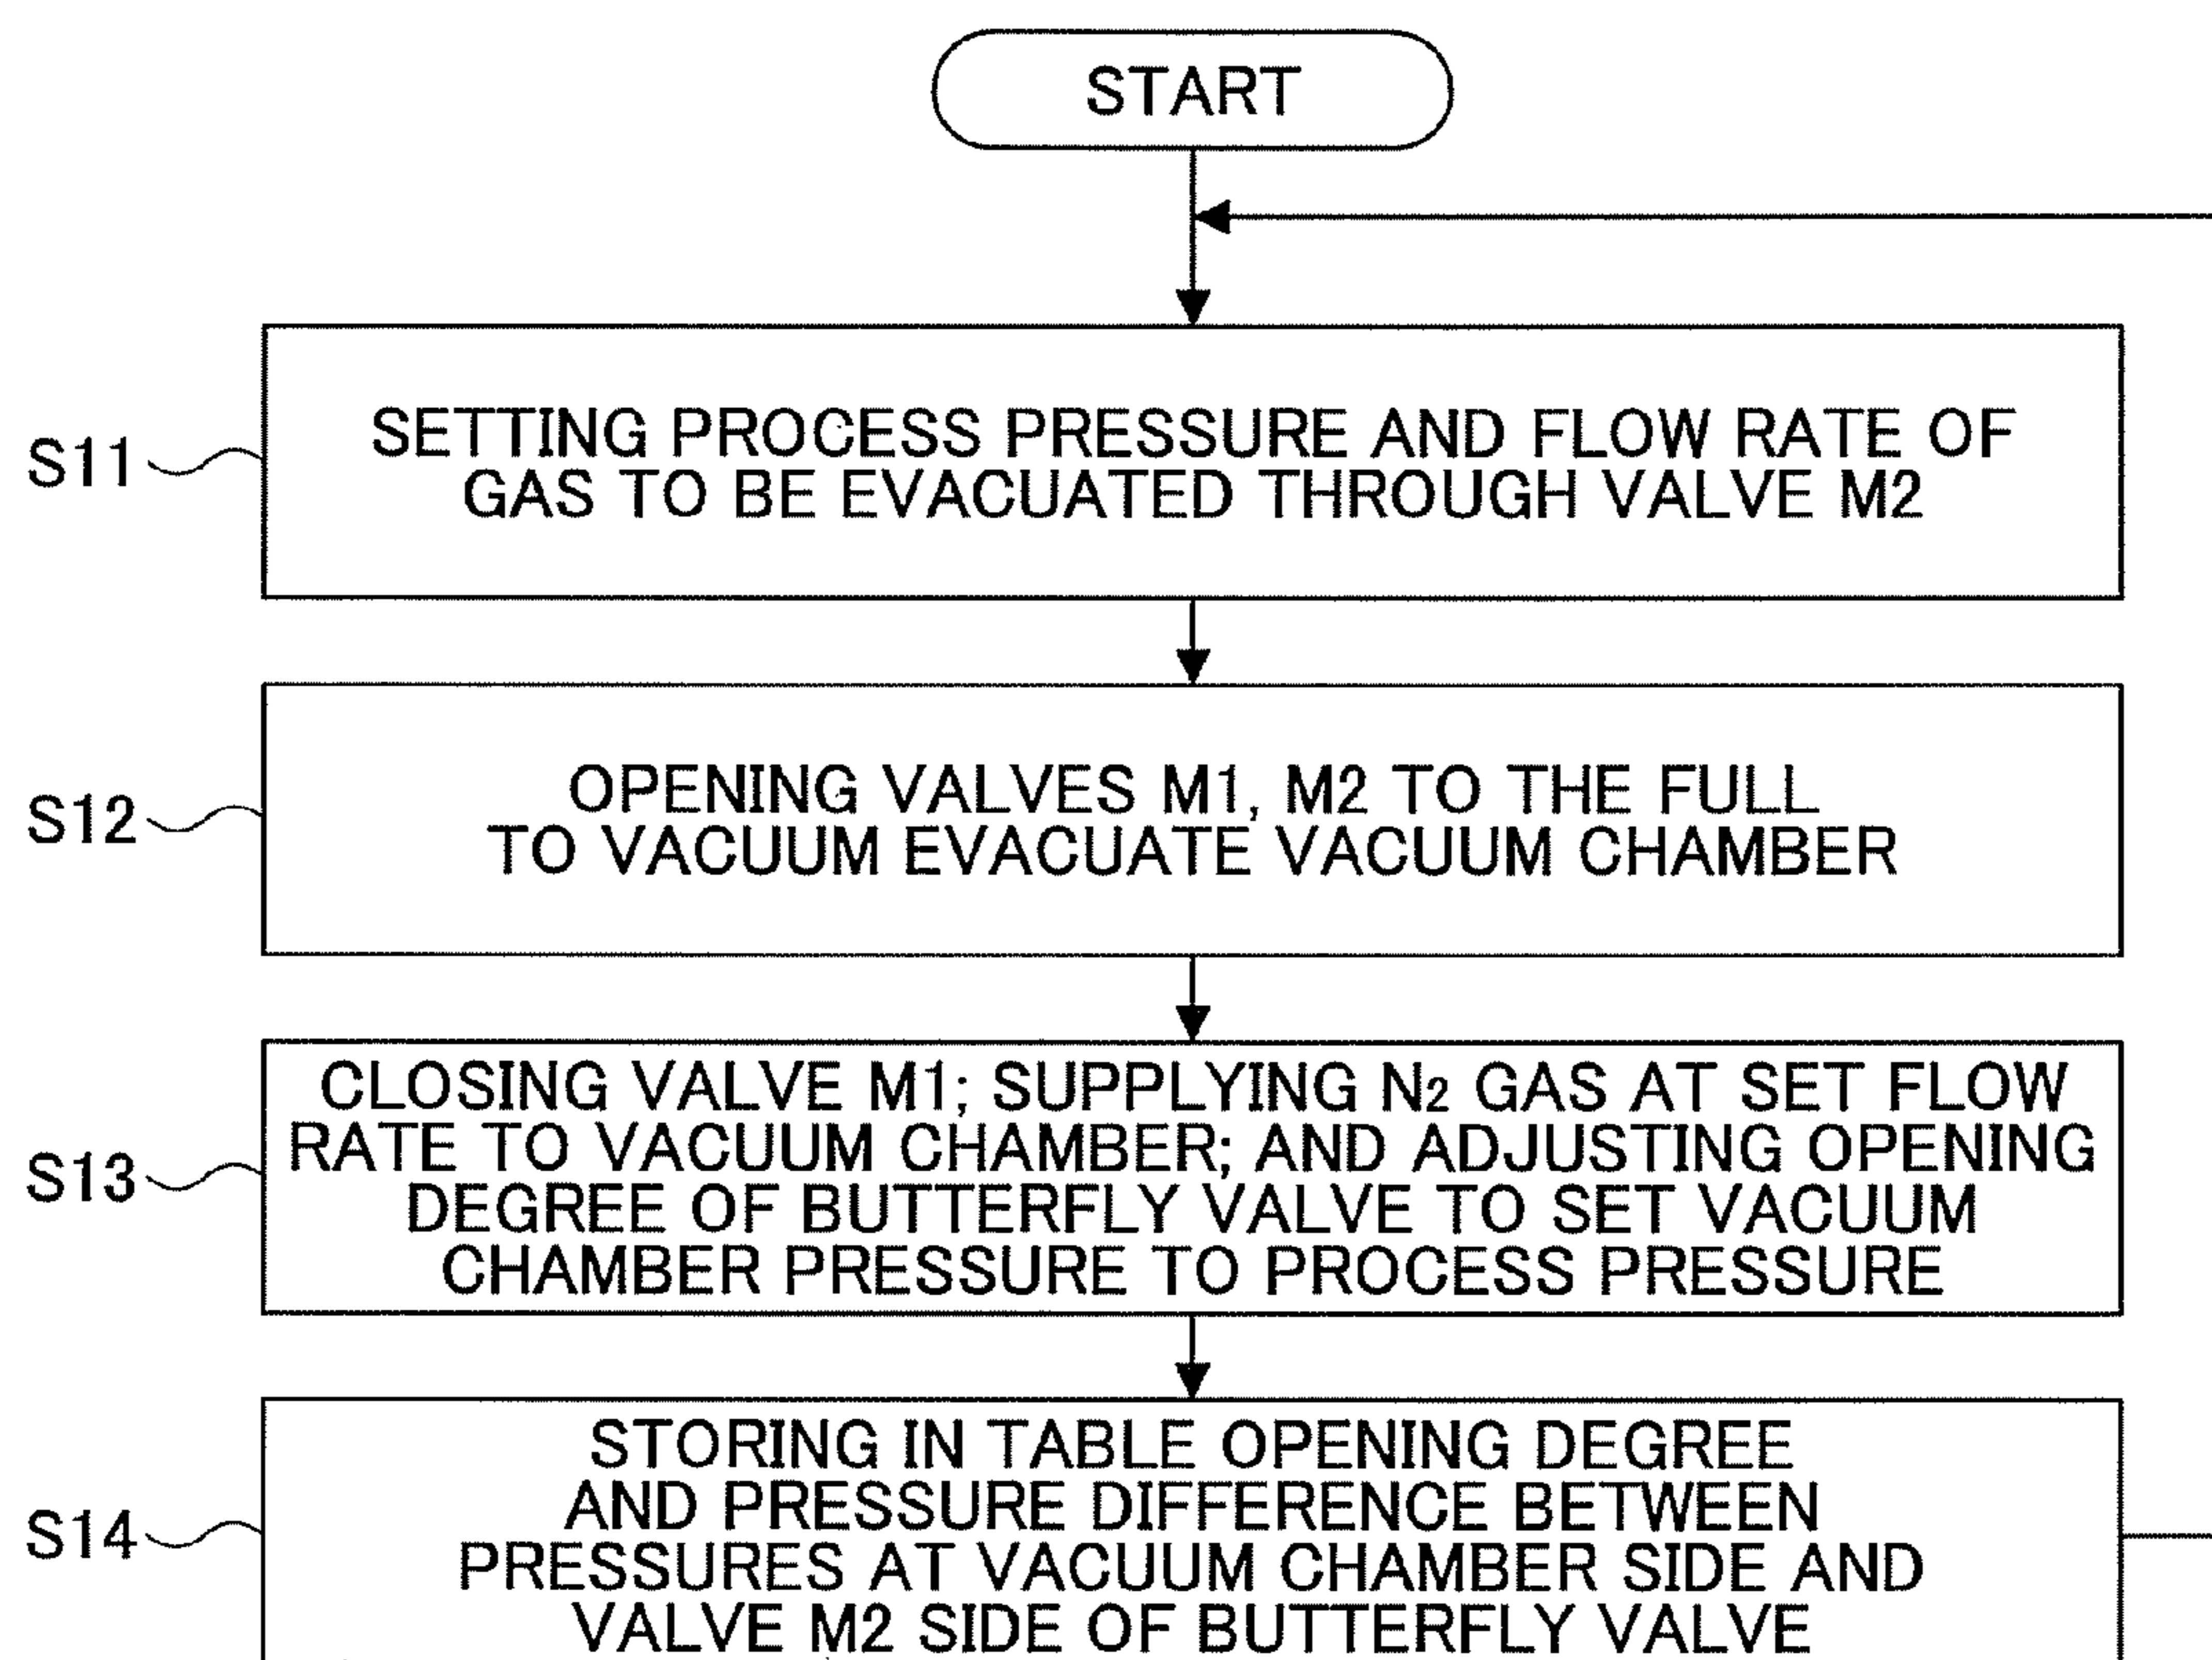 START
S11
SETTING PROCESS PRESSURE AND FLOW RATE OF
GAS TO BE EVACUATED THROUGH VALVE M2
S12
OPENING VALVES M1, M2 TO THE FULL
TO VACUUM EVACUATE VACUUM CHAMBER
S13
CLOSING VALVE M1; SUPPLYING N₂ GAS AT SET FLOW
RATE TO VACUUM CHAMBER; AND ADJUSTING OPENING
DEGREE OF BUTTERFLY VALVE TO SET VACUUM
CHAMBER PRESSURE TO PROCESS PRESSURE
S14
STORING IN TABLE OPENING DEGREE
AND PRESSURE DIFFERENCE BETWEEN
PRESSURES AT VACUUM CHAMBER SIDE AND
VALVE M2 SIDE OF BUTTERFLY VALVE